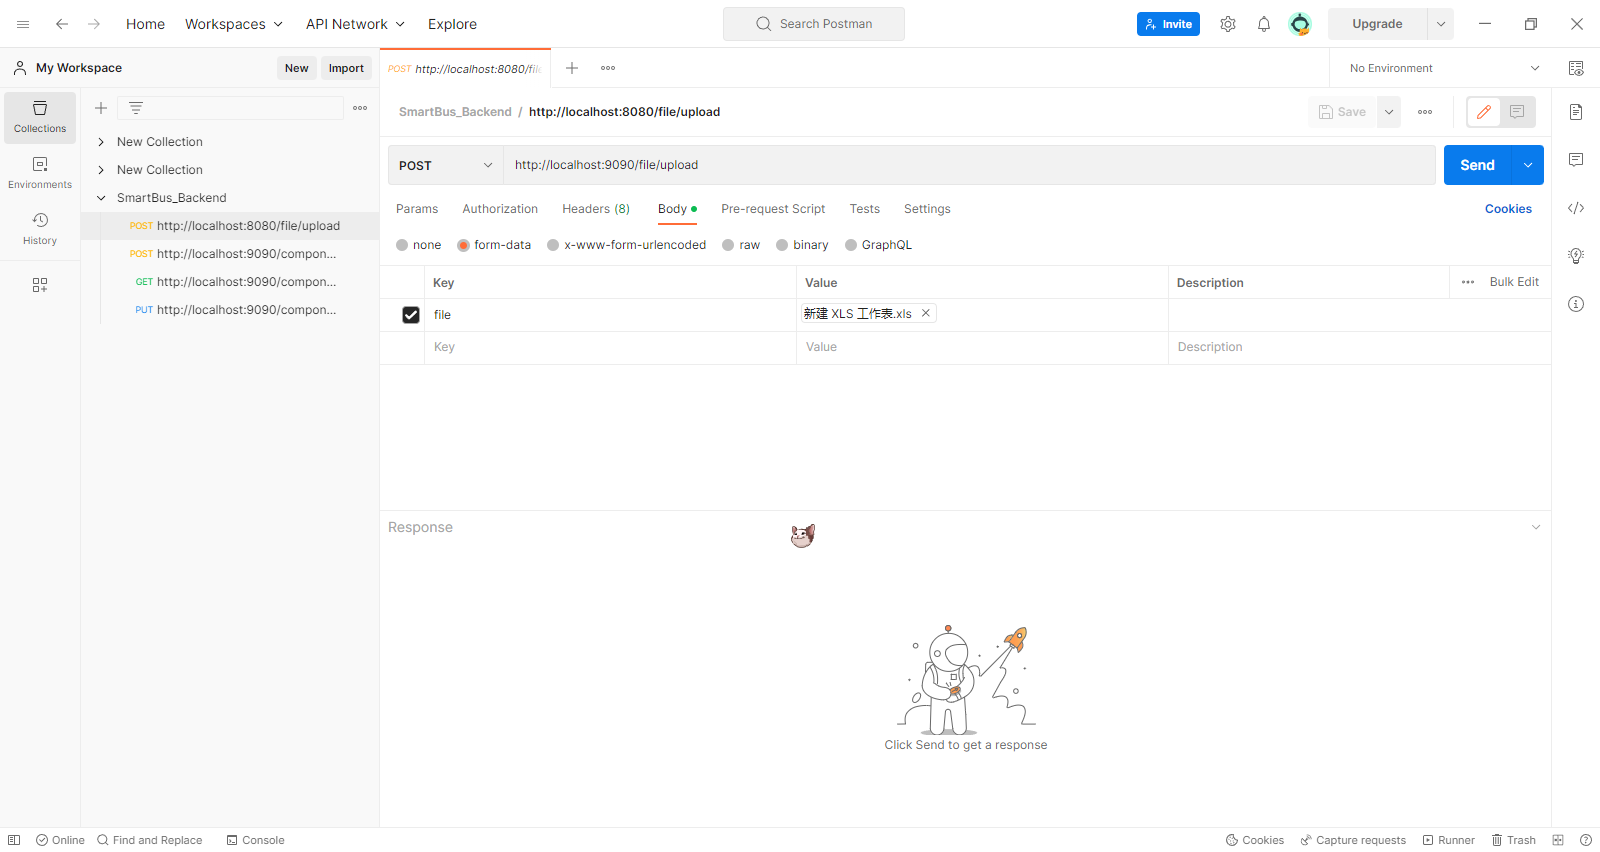 Home Workspaces API Network Explore Search Postman Invite Upgrade
My Workspace New Import POST http://localhost:8080/file No Environment
Collections
Environments
History
New Collection
New Collection
SmartBus_Backend
POST http://localhost:8080/file/upload
POST http://localhost:9090/compon...
GET http://localhost:9090/compon...
PUT http://localhost:9090/compon...
SmartBus_Backend / http://localhost:8080/file/upload Save
POST http://localhost:9090/file/upload Send
Params Authorization Headers (8) Body Pre-request Script Tests Settings Cookies
none form-data x-www-form-urlencoded raw binary GraphQL
Key Value Description Bulk Edit
file 新建 XLS 工作表.xls
Key Value Description
Response
Click Send to get a response
Online Find and Replace Console Cookies Capture requests Runner Trash